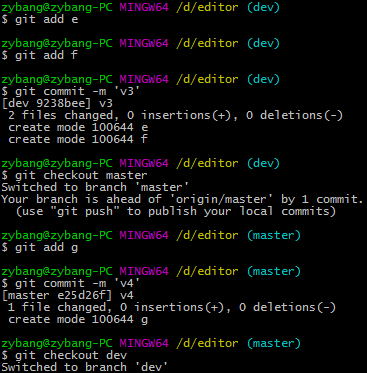 zybang@zybang-PC MINGW64 /d/editor (dev)
$ git add e
zybang@zybang-PC MINGW64 /d/editor (dev)
$ git add f
zybang@zybang-PC MINGW64 /d/editor (dev)
$ git commit -m 'v3'
[dev 9238bee] v3
 2 files changed, 0 insertions(+), 0 deletions(-)
 create mode 100644 e
 create mode 100644 f
zybang@zybang-PC MINGW64 /d/editor (dev)
$ git checkout master
Switched to branch 'master'
Your branch is ahead of 'origin/master' by 1 commit.
  (use "git push" to publish your local commits)
zybang@zybang-PC MINGW64 /d/editor (master)
$ git add g
zybang@zybang-PC MINGW64 /d/editor (master)
$ git commit -m 'v4'
[master e25d26f] v4
 1 file changed, 0 insertions(+), 0 deletions(-)
 create mode 100644 g
zybang@zybang-PC MINGW64 /d/editor (master)
$ git checkout dev
Switched to branch 'dev'